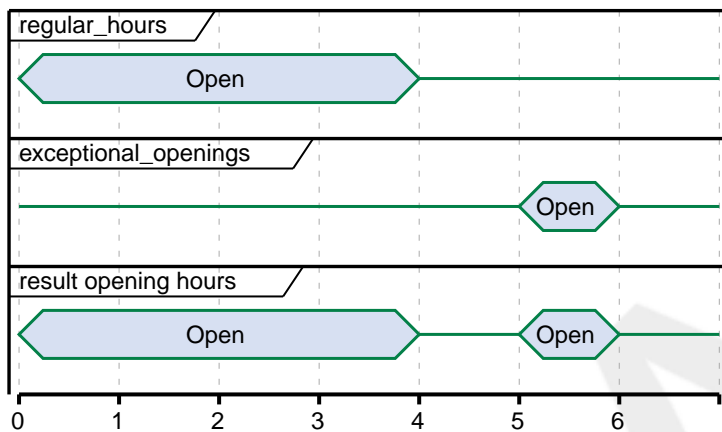 regular_hours
Open
exceptional_openings
Open
result opening hours
Open Open
0 1 2 3 4 5 6